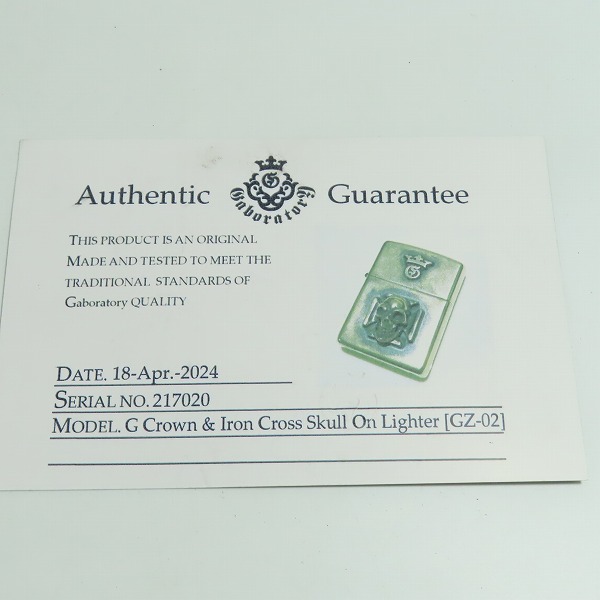 Authentic Guarantee
G
Gaboratory
THIS PRODUCT IS AN ORIGINAL
MADE AND TESTED TO MEET THE
TRADITIONAL STANDARDS OF
Gaboratory QUALITY
G
DATE. 18-Apr.-2024
SERIAL NO. 217020
MODEL. G Crown & Iron Cross Skull On Lighter [GZ-02]